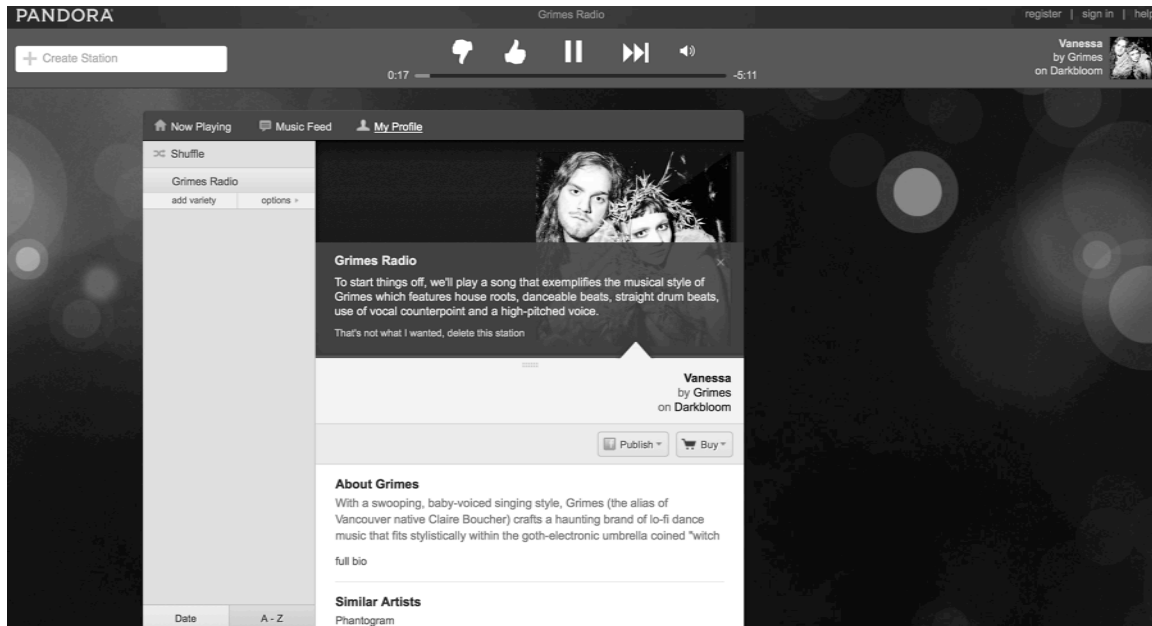 PANDORA
Grimes Radio
register | sign in | help
Create Station
0:17
-5:11
Vanessa
by Grimes
on Darkbloom
Now Playing
Music Feed
My Profile
Shuffle
Grimes Radio
add variety
options
Grimes Radio
To start things off, we'll play a song that exemplifies the musical style of
Grimes which features house roots, danceable beats, straight drum beats,
use of vocal counterpoint and a high-pitched voice.
That's not what I wanted, delete this station
Vanessa
by Grimes
on Darkbloom
Publish
Buy
About Grimes
With a swooping, baby-voiced singing style, Grimes (the alias of
Vancouver native Claire Boucher) crafts a haunting brand of lo-fi dance
music that fits stylistically within the goth-electronic umbrella coined "witch
full bio
Similar Artists
Phantogram
Date
A - Z